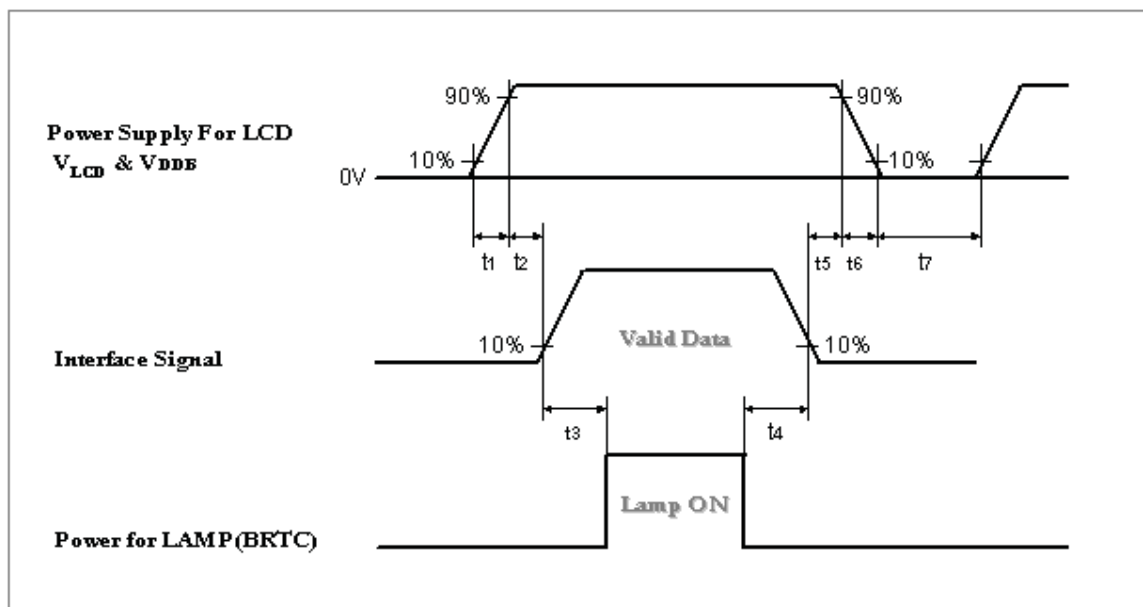 90%
90%
Power Supply For LCD
VLCD & VDDB
10%
10%
0V
t1
t2
t5
t6
t7
Valid Data
Interface Signal
10%
10%
t3
t4
Lamp ON
Power for LAMP(BRTC)